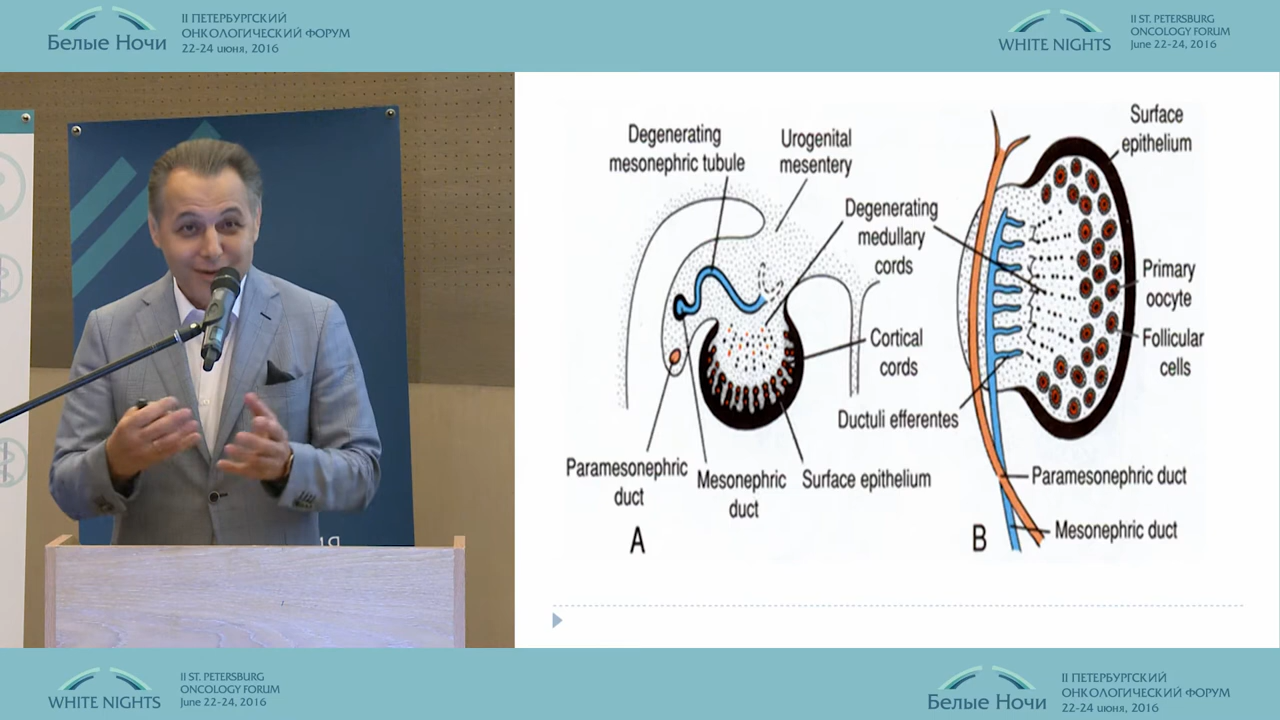 Белые Ночи
II ПЕТЕРБУРГСКИЙ
ОНКОЛОГИЧЕСКИЙ ФОРУМ
22-24 июня, 2016
WHITE NIGHTS
II ST. PETERSBURG
ONCOLOGY FORUM
June 22-24, 2016
Degenerating
mesonephric tubule
Urogenital
mesentery
Degenerating
medullary
cords
Cortical
cords
Ductuli efferentes
Paramesonephric
duct
Mesonephric
duct
Surface epithelium
A
Surface
epithelium
Primary
oocyte
Follicular
cells
Paramesonephric duct
Mesonephric duct
B
WHITE NIGHTS
II ST. PETERSBURG
ONCOLOGY FORUM
June 22-24, 2016
Белые Ночи
II ПЕТЕРБУРГСКИЙ
ОНКОЛОГИЧЕСКИЙ ФОРУМ
22-24 июня, 2016